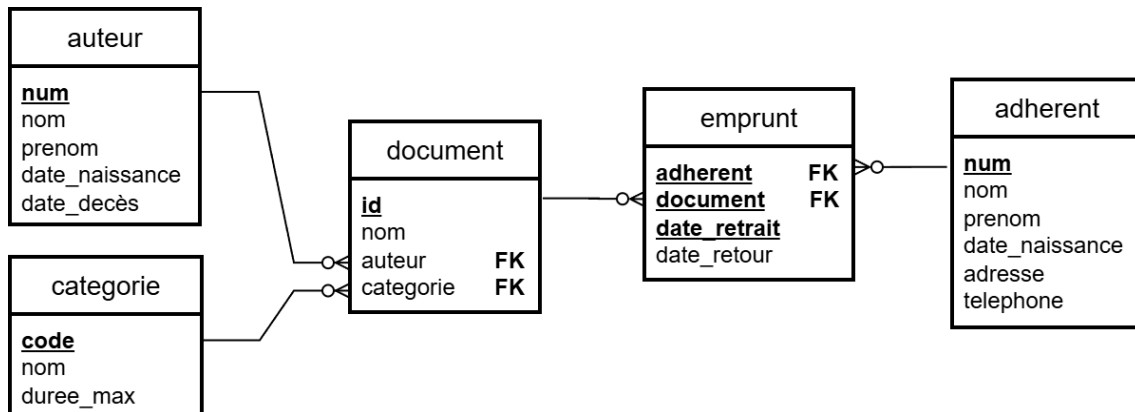 auteur
num
nom
prenom
date_naissance
date_decès
categorie
code
nom
duree_max
document
id
nom
auteur FK
categorie FK
emprunt
adherent FK
document FK
date_retrait
date_retour
adherent
num
nom
prenom
date_naissance
adresse
telephone